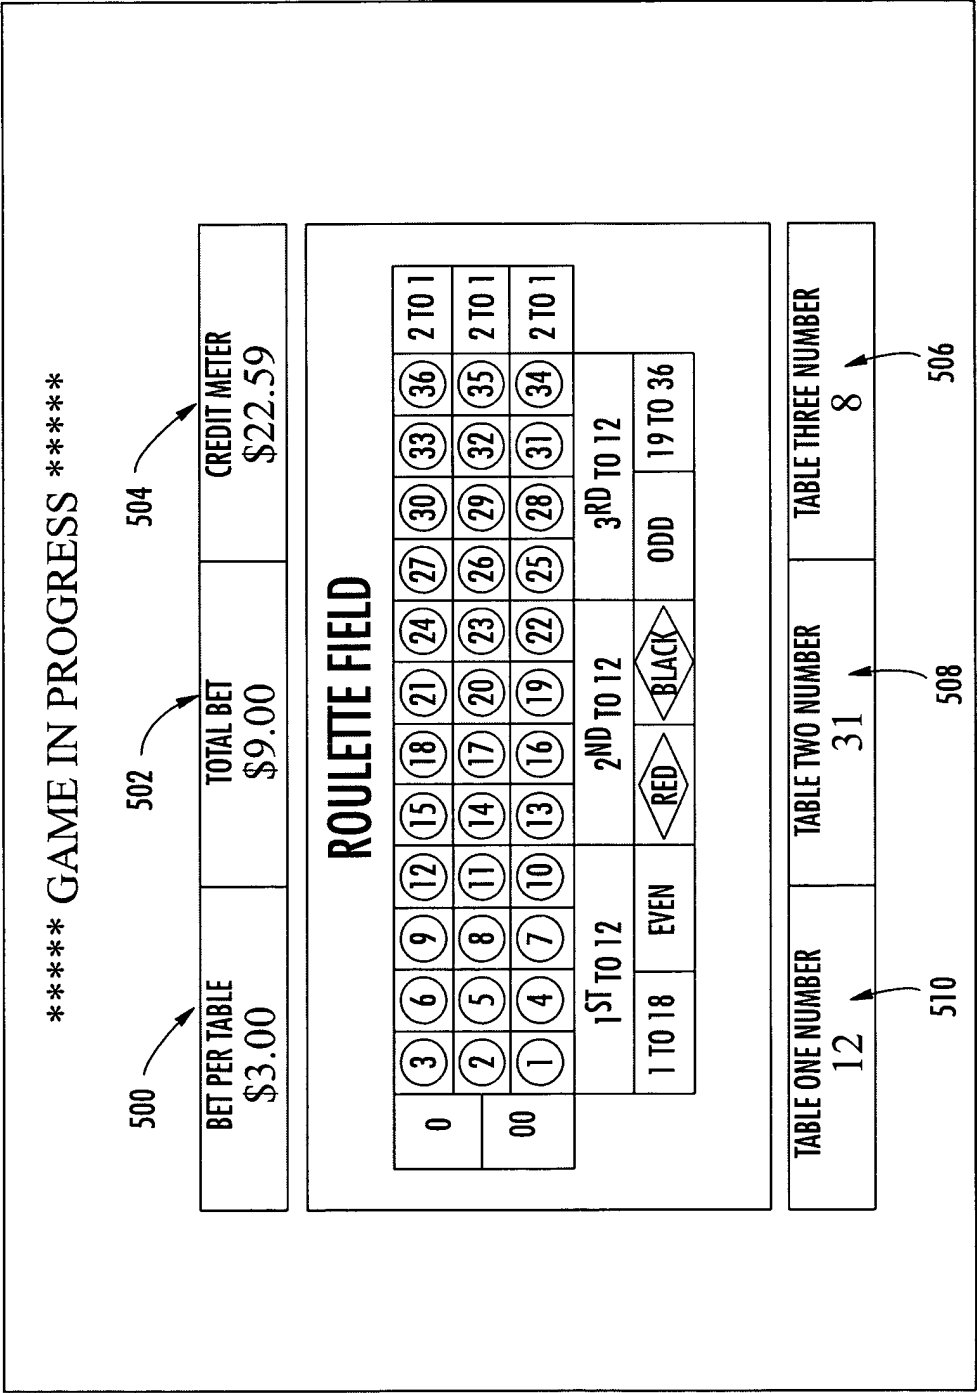 ***** GAME IN PROGRESS *****
500
502
504
BET PER TABLE
$3.00
TOTAL BET
$9.00
CREDIT METER
$22.59
ROULETTE FIELD
0
00
3 6 9 12 15 18 21 24 27 30 33 36 2 TO 1
2 5 8 11 14 17 20 23 26 29 32 35 2 TO 1
1 4 7 10 13 16 19 22 25 28 31 34 2 TO 1
1ST TO 12 2ND TO 12 3RD TO 12
1 TO 18 EVEN RED BLACK ODD 19 TO 36
TABLE ONE NUMBER
12
TABLE TWO NUMBER
31
TABLE THREE NUMBER
8
510
508
506